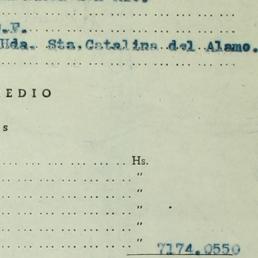 .F.
Hda. Sta.Catalina del Alamo.
EDIO
s
Hs.
"
"
"
"
" 7174.0550